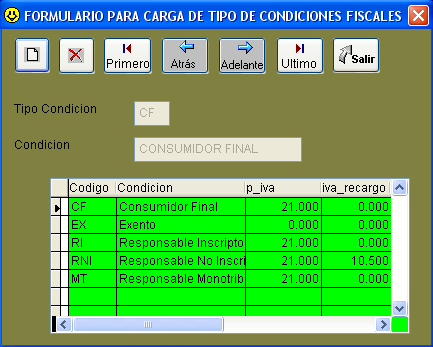 FORMULARIO PARA CARGA DE TIPO DE CONDICIONES FISCALES
Primero Atrás Adelante Ultimo Salir
Tipo Condicion CF
Condicion CONSUMIDOR FINAL
Codigo Condicion p_iva iva_recargo
CF Consumidor Final 21.000 0.000
EX Exento 0.000 0.000
RI Responsable Inscripto 21.000 0.000
RNI Responsable No Inscri 21.000 10.500
MT Responsable Monotrib 21.000 0.000